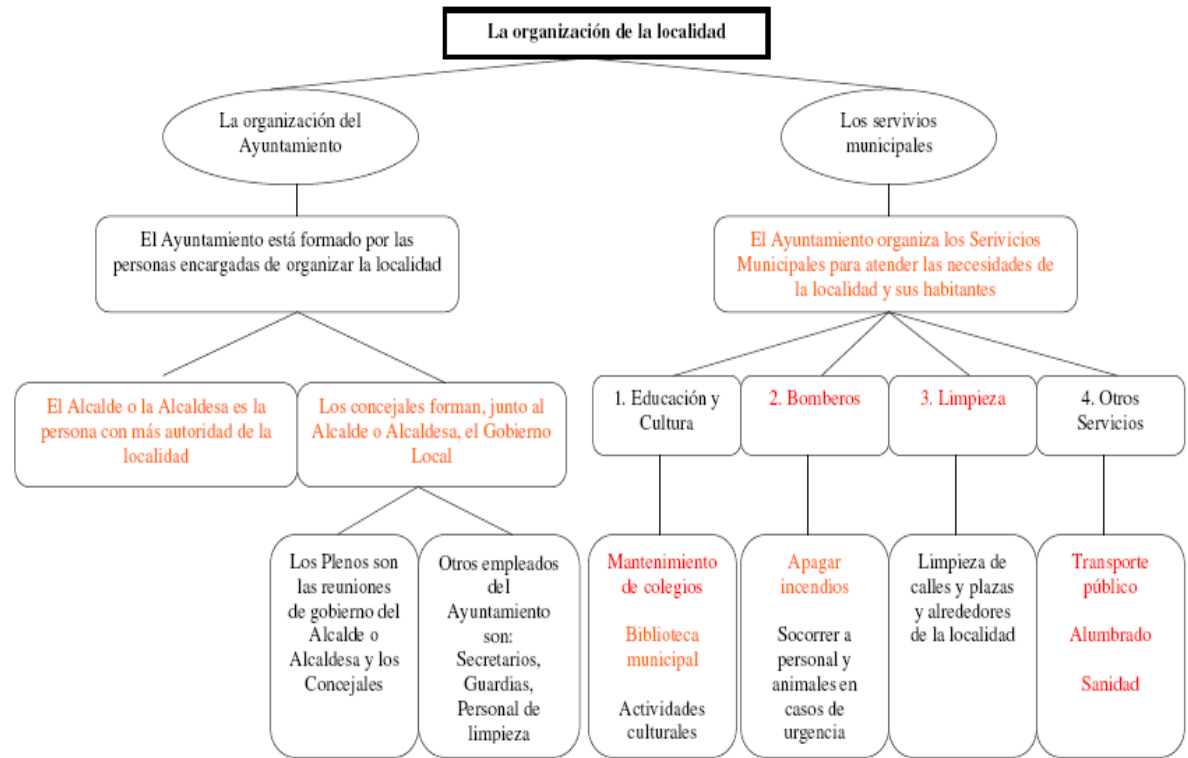 La organización de la localidad
La organización del
Ayuntamiento
Los servivios
municipales
El Ayuntamiento está formado por las
personas encargadas de organizar la localidad
El Ayuntamiento organiza los Serivicios
Municipales para atender las necesidades de
la localidad y sus habitantes
El Alcalde o la Alcaldesa es la
persona con más autoridad de la
localidad
Los concejales forman, junto al
Alcalde o Alcaldesa, el Gobierno
Local
1. Educación y
Cultura
2. Bomberos
3. Limpieza
4. Otros
Servicios
Los Plenos son
las reuniones
de gobierno del
Alcalde o
Alcaldesa y los
Concejales
Otros empleados
del
Ayuntamiento
son:
Secretarios,
Guardias,
Personal de
limpieza
Mantenimiento
de colegios
Biblioteca
municipal
Actividades
culturales
Apagar
incendios
Socorrer a
personal y
animales en
casos de
urgencia
Limpieza de
calles y plazas
y alrededores
de la localidad
Transporte
público
Alumbrado
Sanidad